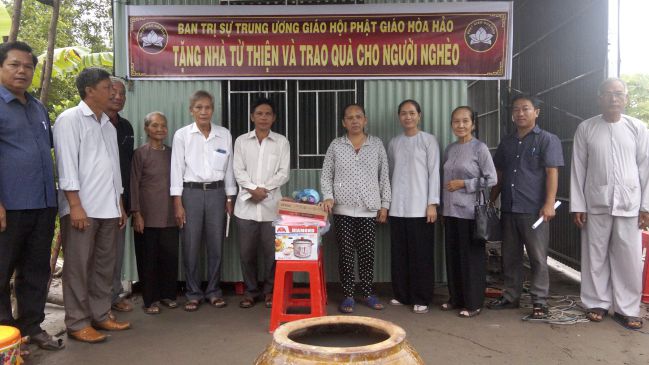 BAN TRỊ SỰ TRUNG ƯƠNG GIÁO HỘI PHẬT GIÁO HÒA HẢO
TẶNG NHÀ TỪ THIỆN VÀ TRAO QUÀ CHO NGƯỜI NGHÈO
DIAMOND